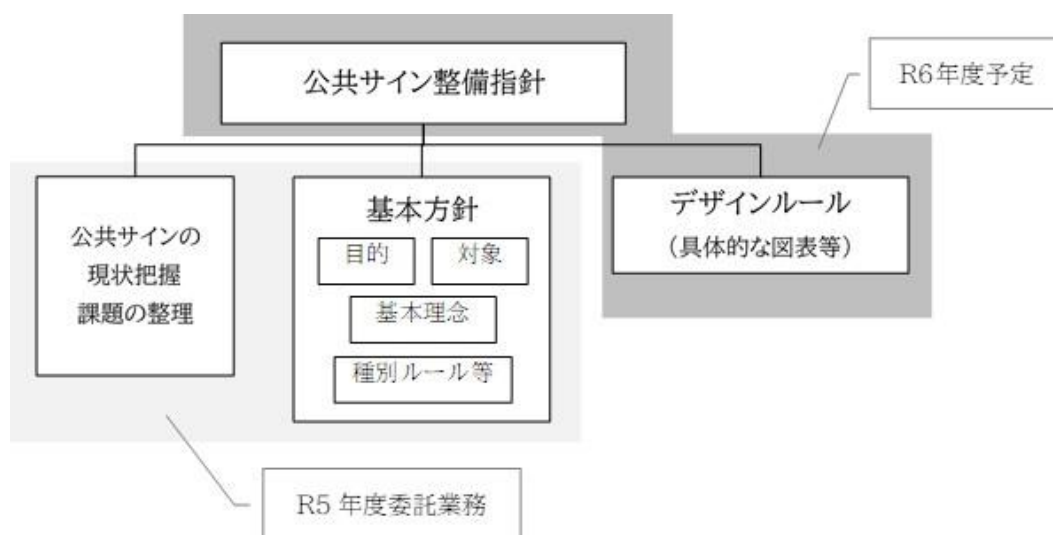 公共サイン整備指針
R6年度予定
公共サインの
現状把握
課題の整理
基本方針
目的
対象
基本理念
種別ルール等
デザインルール
（具体的な図表等）
R5 年度委託業務